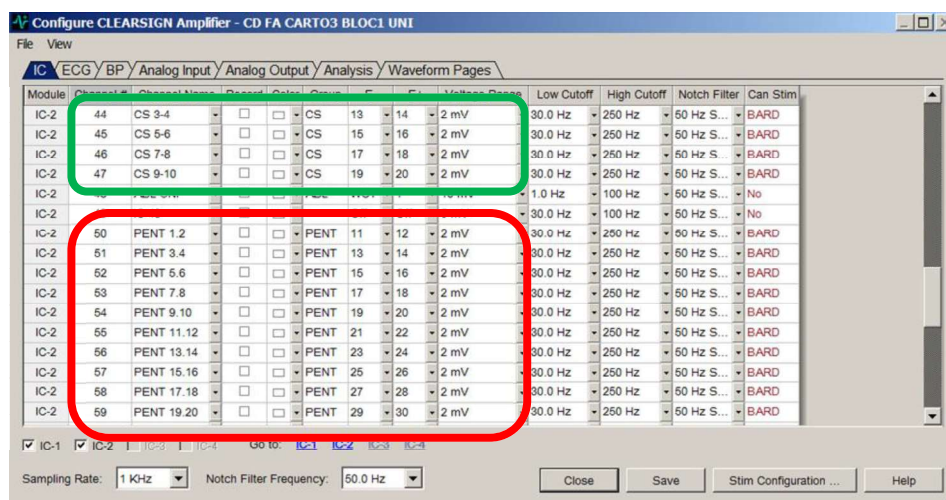 Configure CLEARSIGN Amplifier - CD FA CARTO3 BLOC1 UNI
File View
IC ECG BP Analog Input Analog Output Analysis Waveform Pages
Module Channel # Channel Name Record Color Group Voltage Range Low Cutoff High Cutoff Notch Filter Can Stim
IC-2 44 CS 3-4 CS 13 14 2 mV 30.0 Hz 250 Hz 50 Hz S... BARD
IC-2 45 CS 5-6 CS 15 16 2 mV 30.0 Hz 250 Hz 50 Hz S... BARD
IC-2 46 CS 7-8 CS 17 18 2 mV 30.0 Hz 250 Hz 50 Hz S... BARD
IC-2 47 CS 9-10 CS 19 20 2 mV 30.0 Hz 250 Hz 50 Hz S... BARD
IC-2 1.0 Hz 100 Hz 50 Hz S... No
IC-2 30.0 Hz 100 Hz 50 Hz S... No
IC-2 50 PENT 1.2 PENT 11 12 2 mV 30.0 Hz 250 Hz 50 Hz S... BARD
IC-2 51 PENT 3.4 PENT 13 14 2 mV 30.0 Hz 250 Hz 50 Hz S... BARD
IC-2 52 PENT 5.6 PENT 15 16 2 mV 30.0 Hz 250 Hz 50 Hz S... BARD
IC-2 53 PENT 7.8 PENT 17 18 2 mV 30.0 Hz 250 Hz 50 Hz S... BARD
IC-2 54 PENT 9.10 PENT 19 20 2 mV 30.0 Hz 250 Hz 50 Hz S... BARD
IC-2 55 PENT 11.12 PENT 21 22 2 mV 30.0 Hz 250 Hz 50 Hz S... BARD
IC-2 56 PENT 13.14 PENT 23 24 2 mV 30.0 Hz 250 Hz 50 Hz S... BARD
IC-2 57 PENT 15.16 PENT 25 26 2 mV 30.0 Hz 250 Hz 50 Hz S... BARD
IC-2 58 PENT 17.18 PENT 27 28 2 mV 30.0 Hz 250 Hz 50 Hz S... BARD
IC-2 59 PENT 19.20 PENT 29 30 2 mV 30.0 Hz 250 Hz 50 Hz S... BARD
IC-1 IC-2 IC-3 IC-4 Go to: IC-1 IC-2 IC-3 IC-4
Sampling Rate: 1 KHz Notch Filter Frequency: 50.0 Hz Close Save Stim Configuration ... Help